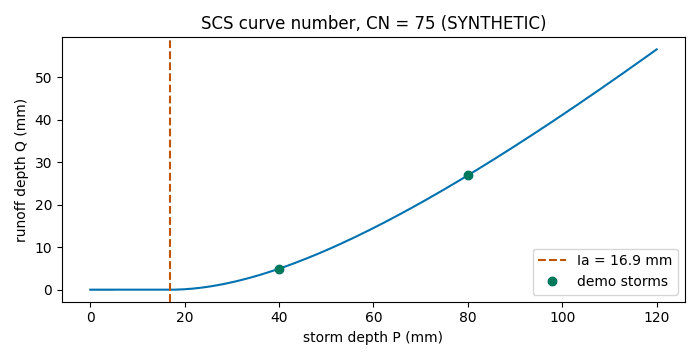 SCS curve number, CN = 75 (SYNTHETIC)
runoff depth Q (mm)
50
40
30
20
10
0
Ia = 16.9 mm
demo storms
0 20 40 60 80 100 120
storm depth P (mm)